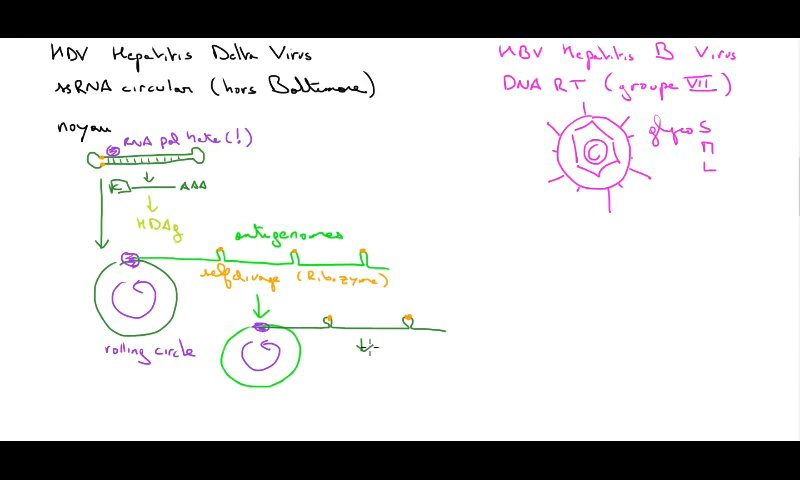 HDV Hepatitis Delta Virus
ssRNA circular (hors Baltimore)
noyau
RNA pol hote (!)
AAA
HDAg
antigenomes
self clivage (Ribozyme)
rolling circle
HBV Hepatitis B Virus
DNA RT (groupe VII)
glyco S
M
L
C